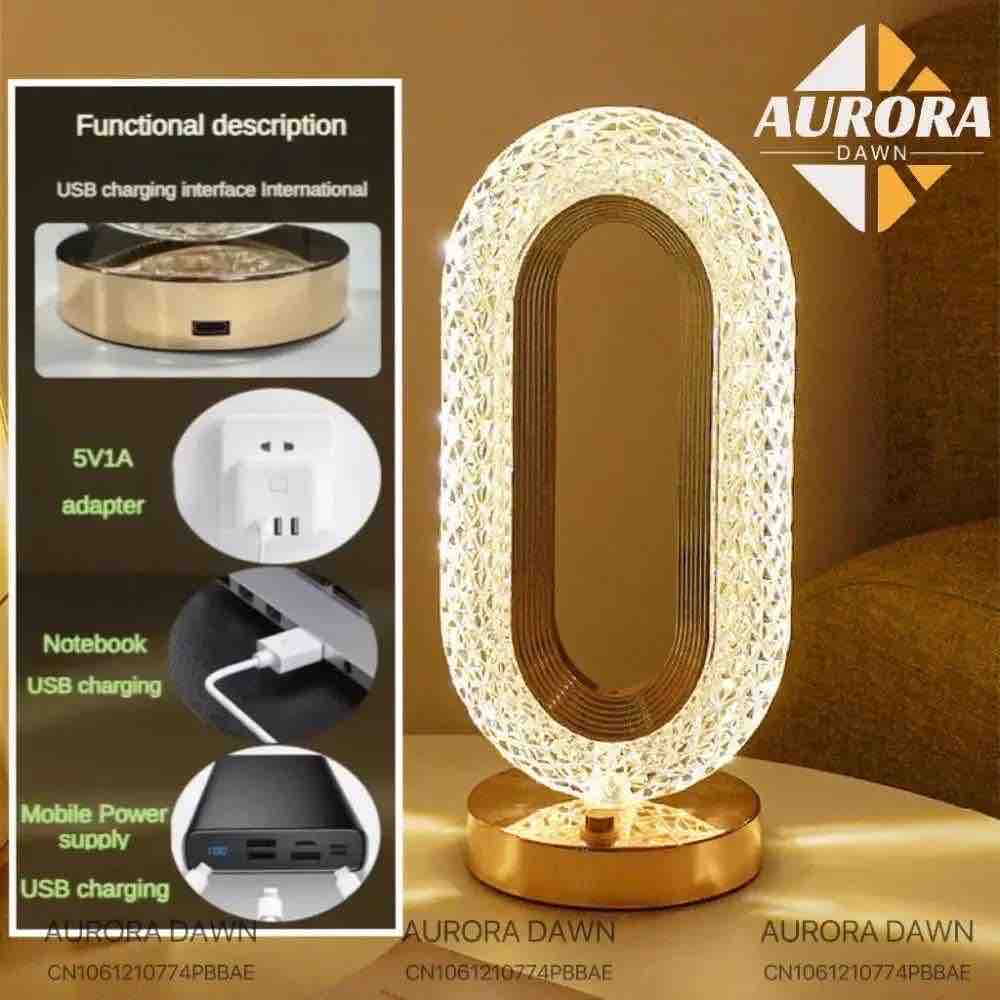 Functional description
USB charging interface International
5V1A
adapter
Notebook
USB charging
Mobile Power
supply
USB charging
AURORA
DAWN
AURORA DAWN
CN1061210774PBBAE
AURORA DAWN
CN1061210774PBBAE
AURORA DAWN
CN1061210774PBBAE